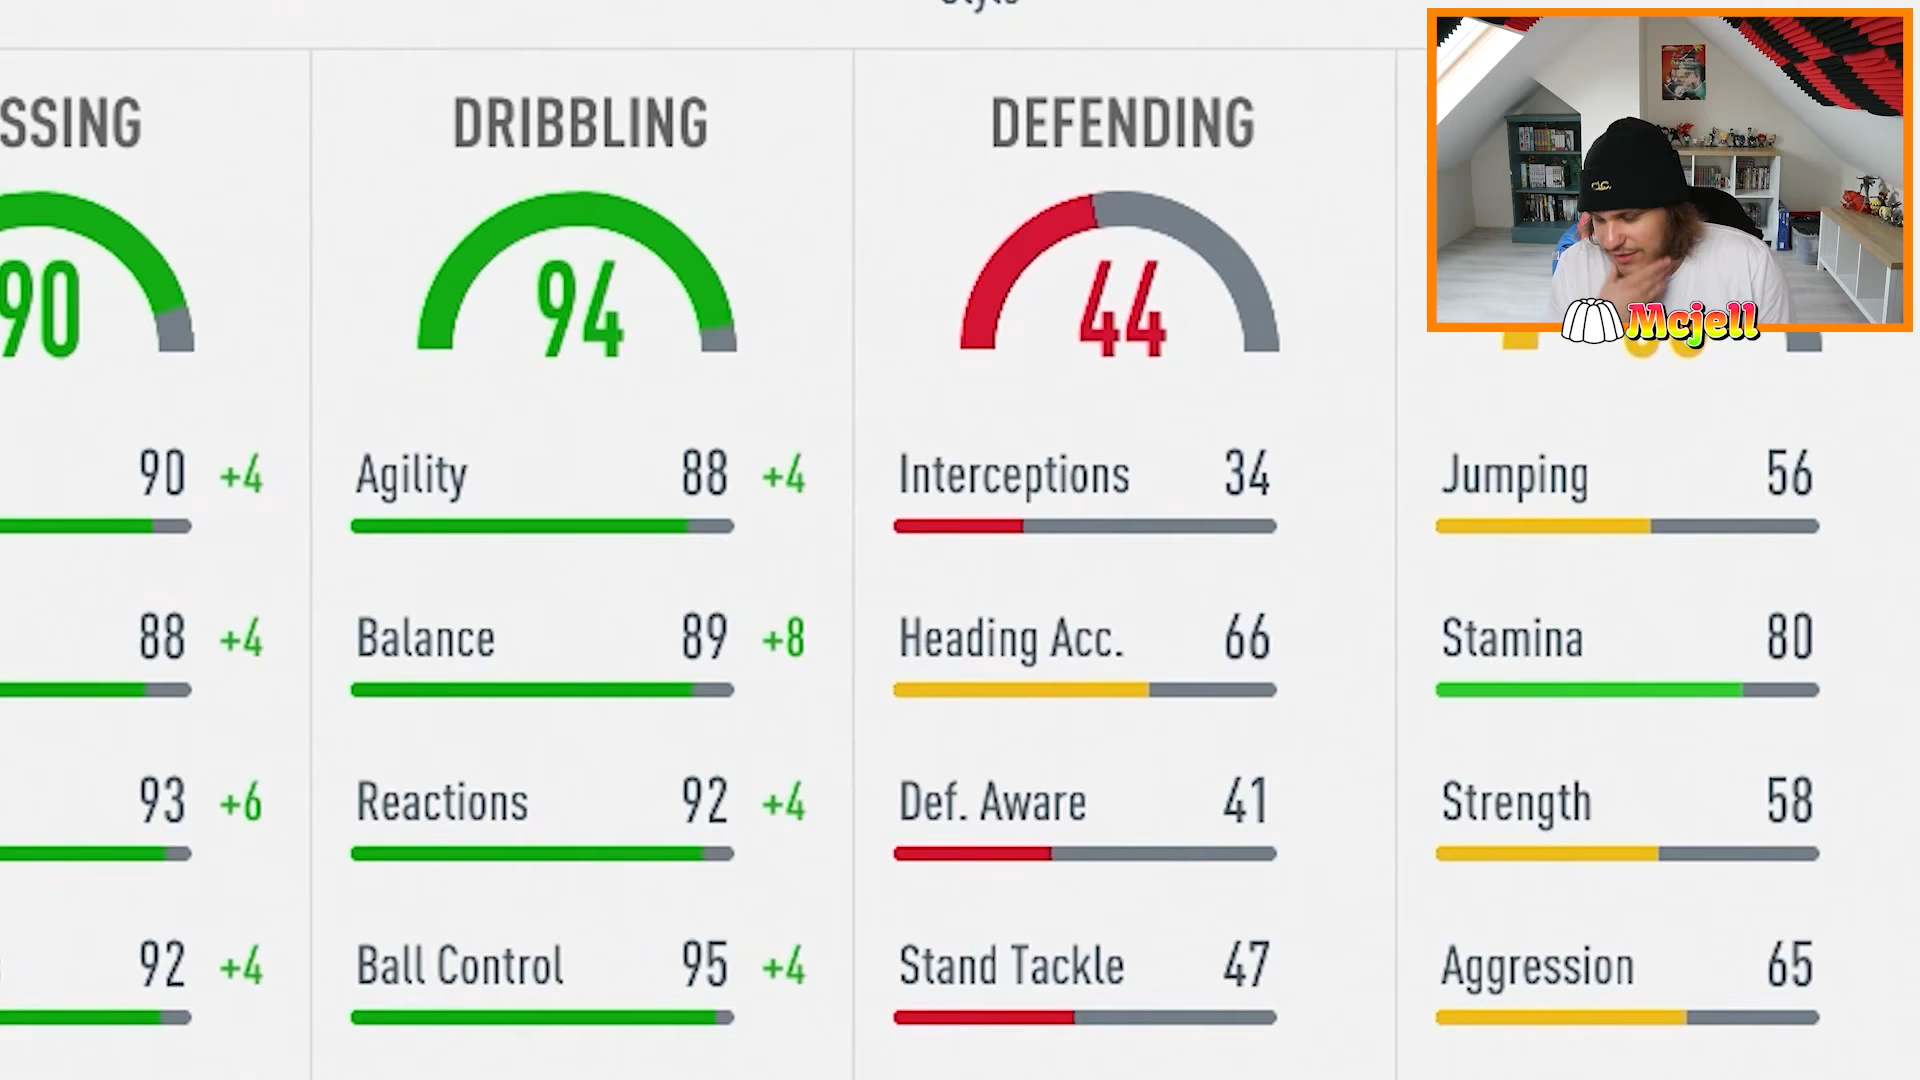 Style
SSING
DRIBBLING
DEFENDING
90
94
44
90 +4
Agility 88 +4
Interceptions 34
Jumping 56
88 +4
Balance 89 +8
Heading Acc. 66
Stamina 80
93 +6
Reactions 92 +4
Def. Aware 41
Strength 58
92 +4
Ball Control 95 +4
Stand Tackle 47
Aggression 65
C.I.C.
Mcjell